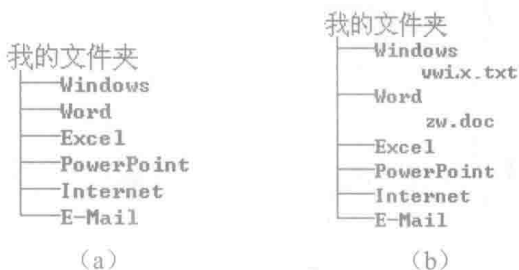 我的文件夹
Windows
Word
Excel
PowerPoint
Internet
E-Mail
(a)
我的文件夹
Windows
wwix.txt
Word
zw.doc
Excel
PowerPoint
Internet
E-Mail
(b)